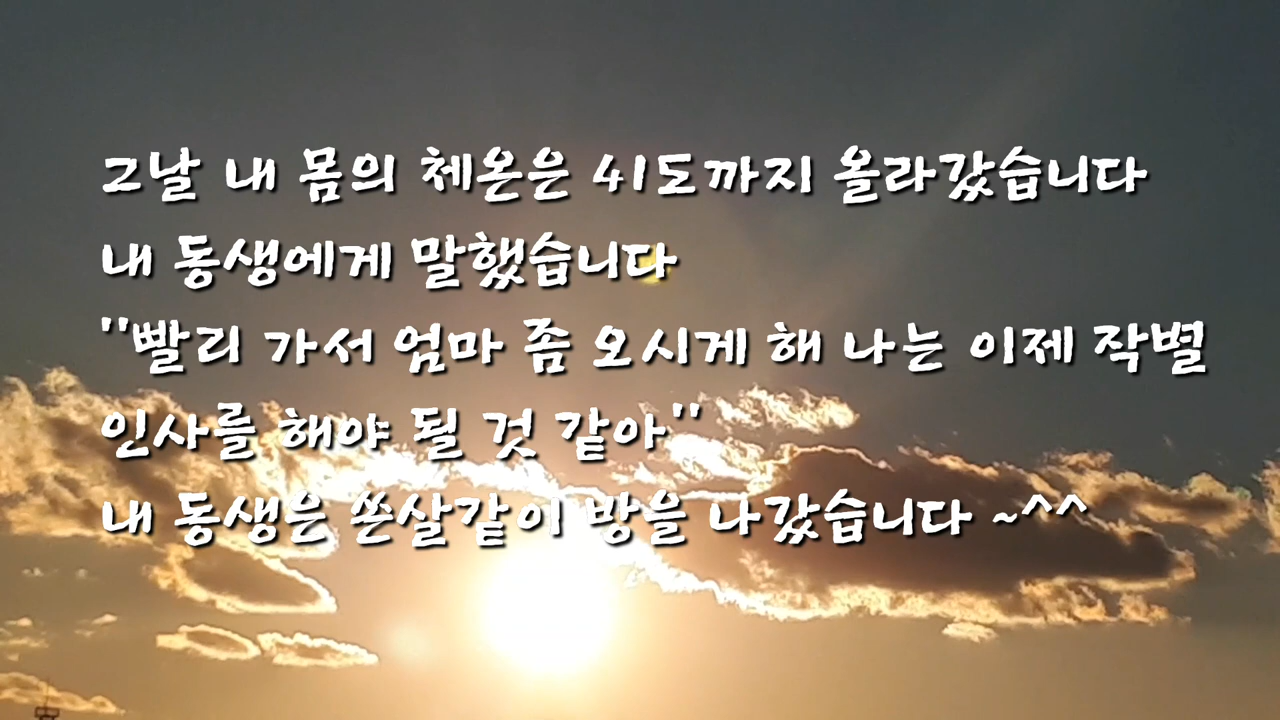 그날 내 몸의 체온은 41도까지 올라갔습니다
내 동생에게 말했습니다
"빨리 가서 엄마 좀 오시게 해 나는 이제 작별
인사를 해야 될 것 같아"
내 동생은 쏜살같이 방을 나갔습니다 ~^^